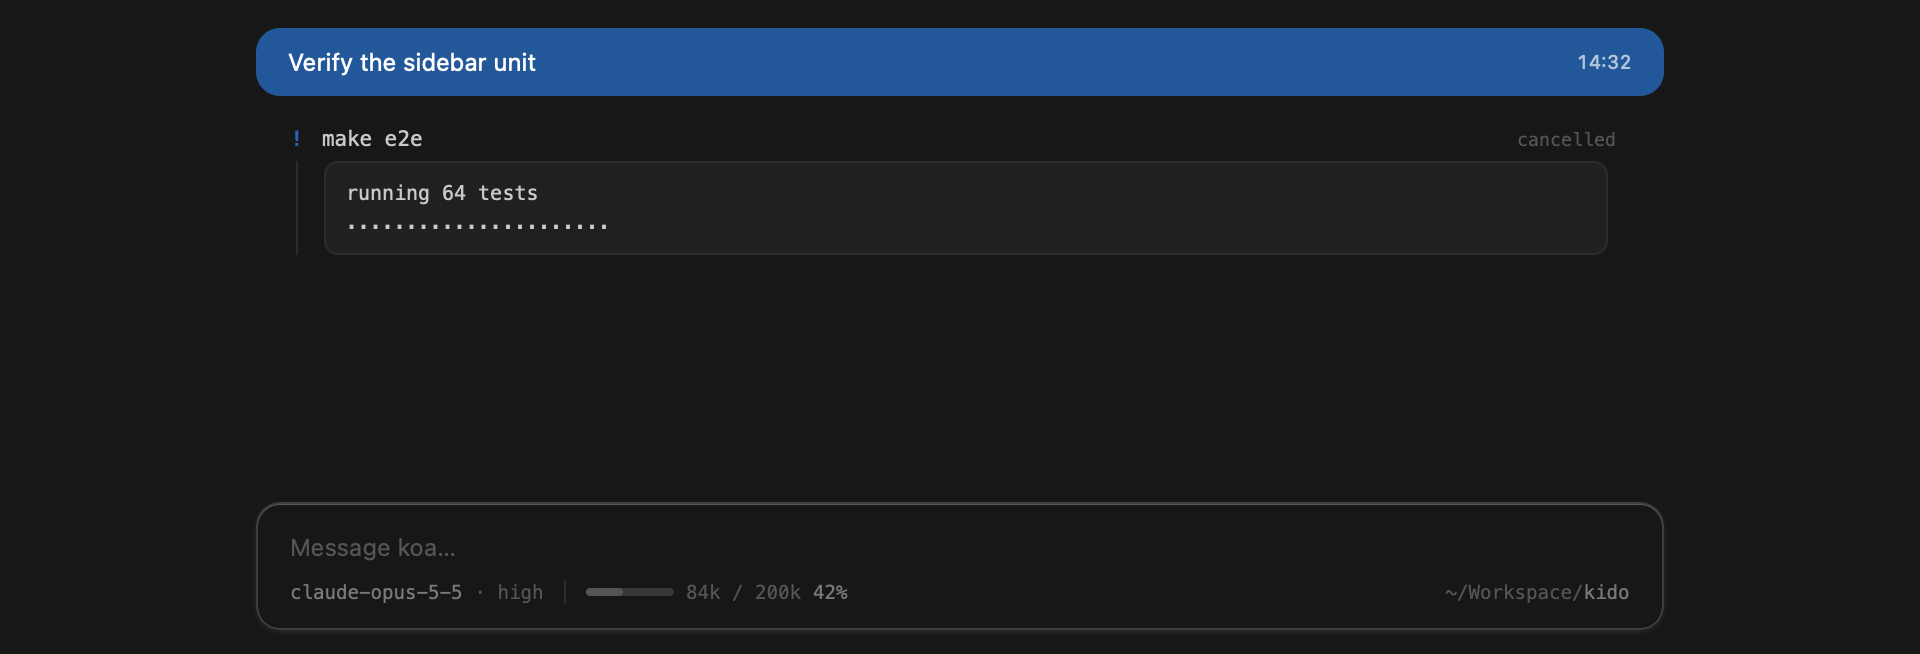 Verify the sidebar unit 14:32
! make e2e cancelled
running 64 tests
······················
Message koa...
claude-opus-5-5 · high 84k / 200k 42% ~/Workspace/kido